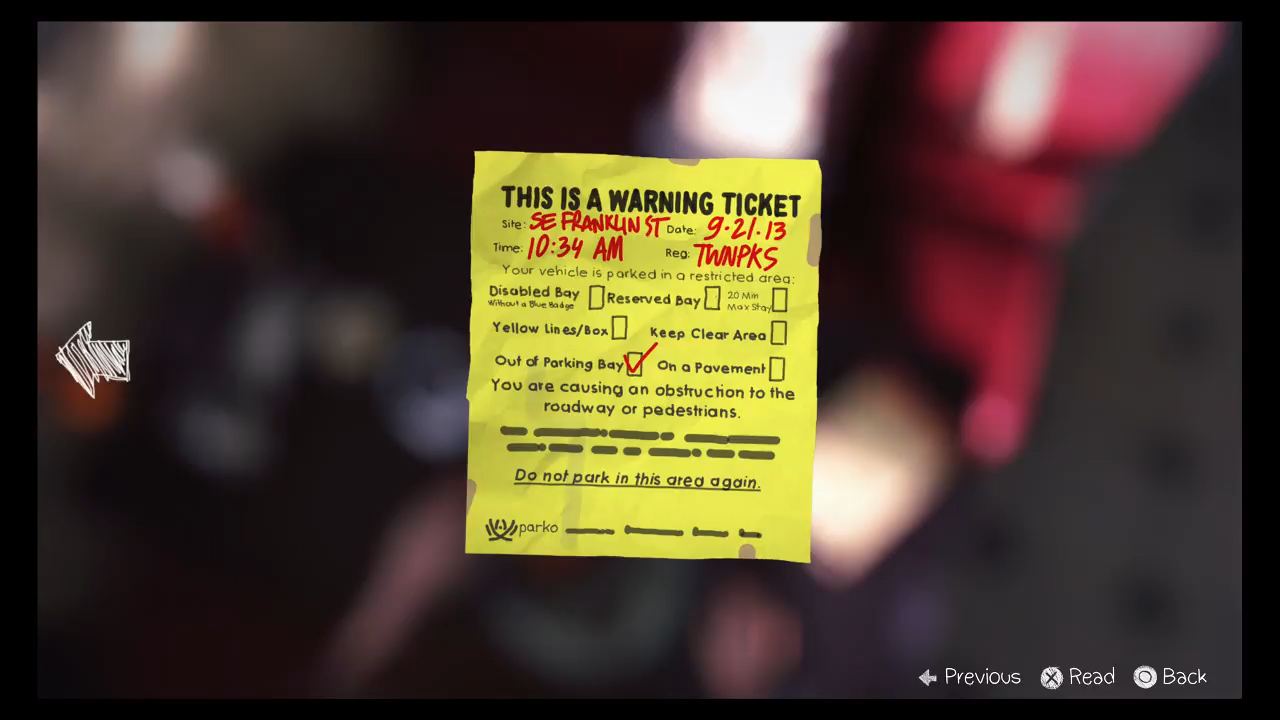 THIS IS A WARNING TICKET
Site: SE FRANKLIN ST Date: 9.21.13
Time: 10:34 AM Reg: TWNPKS
Your vehicle is parked in a restricted area:
Disabled Bay Reserved Bay 20 Min
Without a Blue Badge Max Stay
Yellow Lines/Box Keep Clear Area
Out of Parking Bay On a Pavement
You are causing an obstruction to the
roadway or pedestrians.
Do not park in this area again.
parko
Previous Read Back